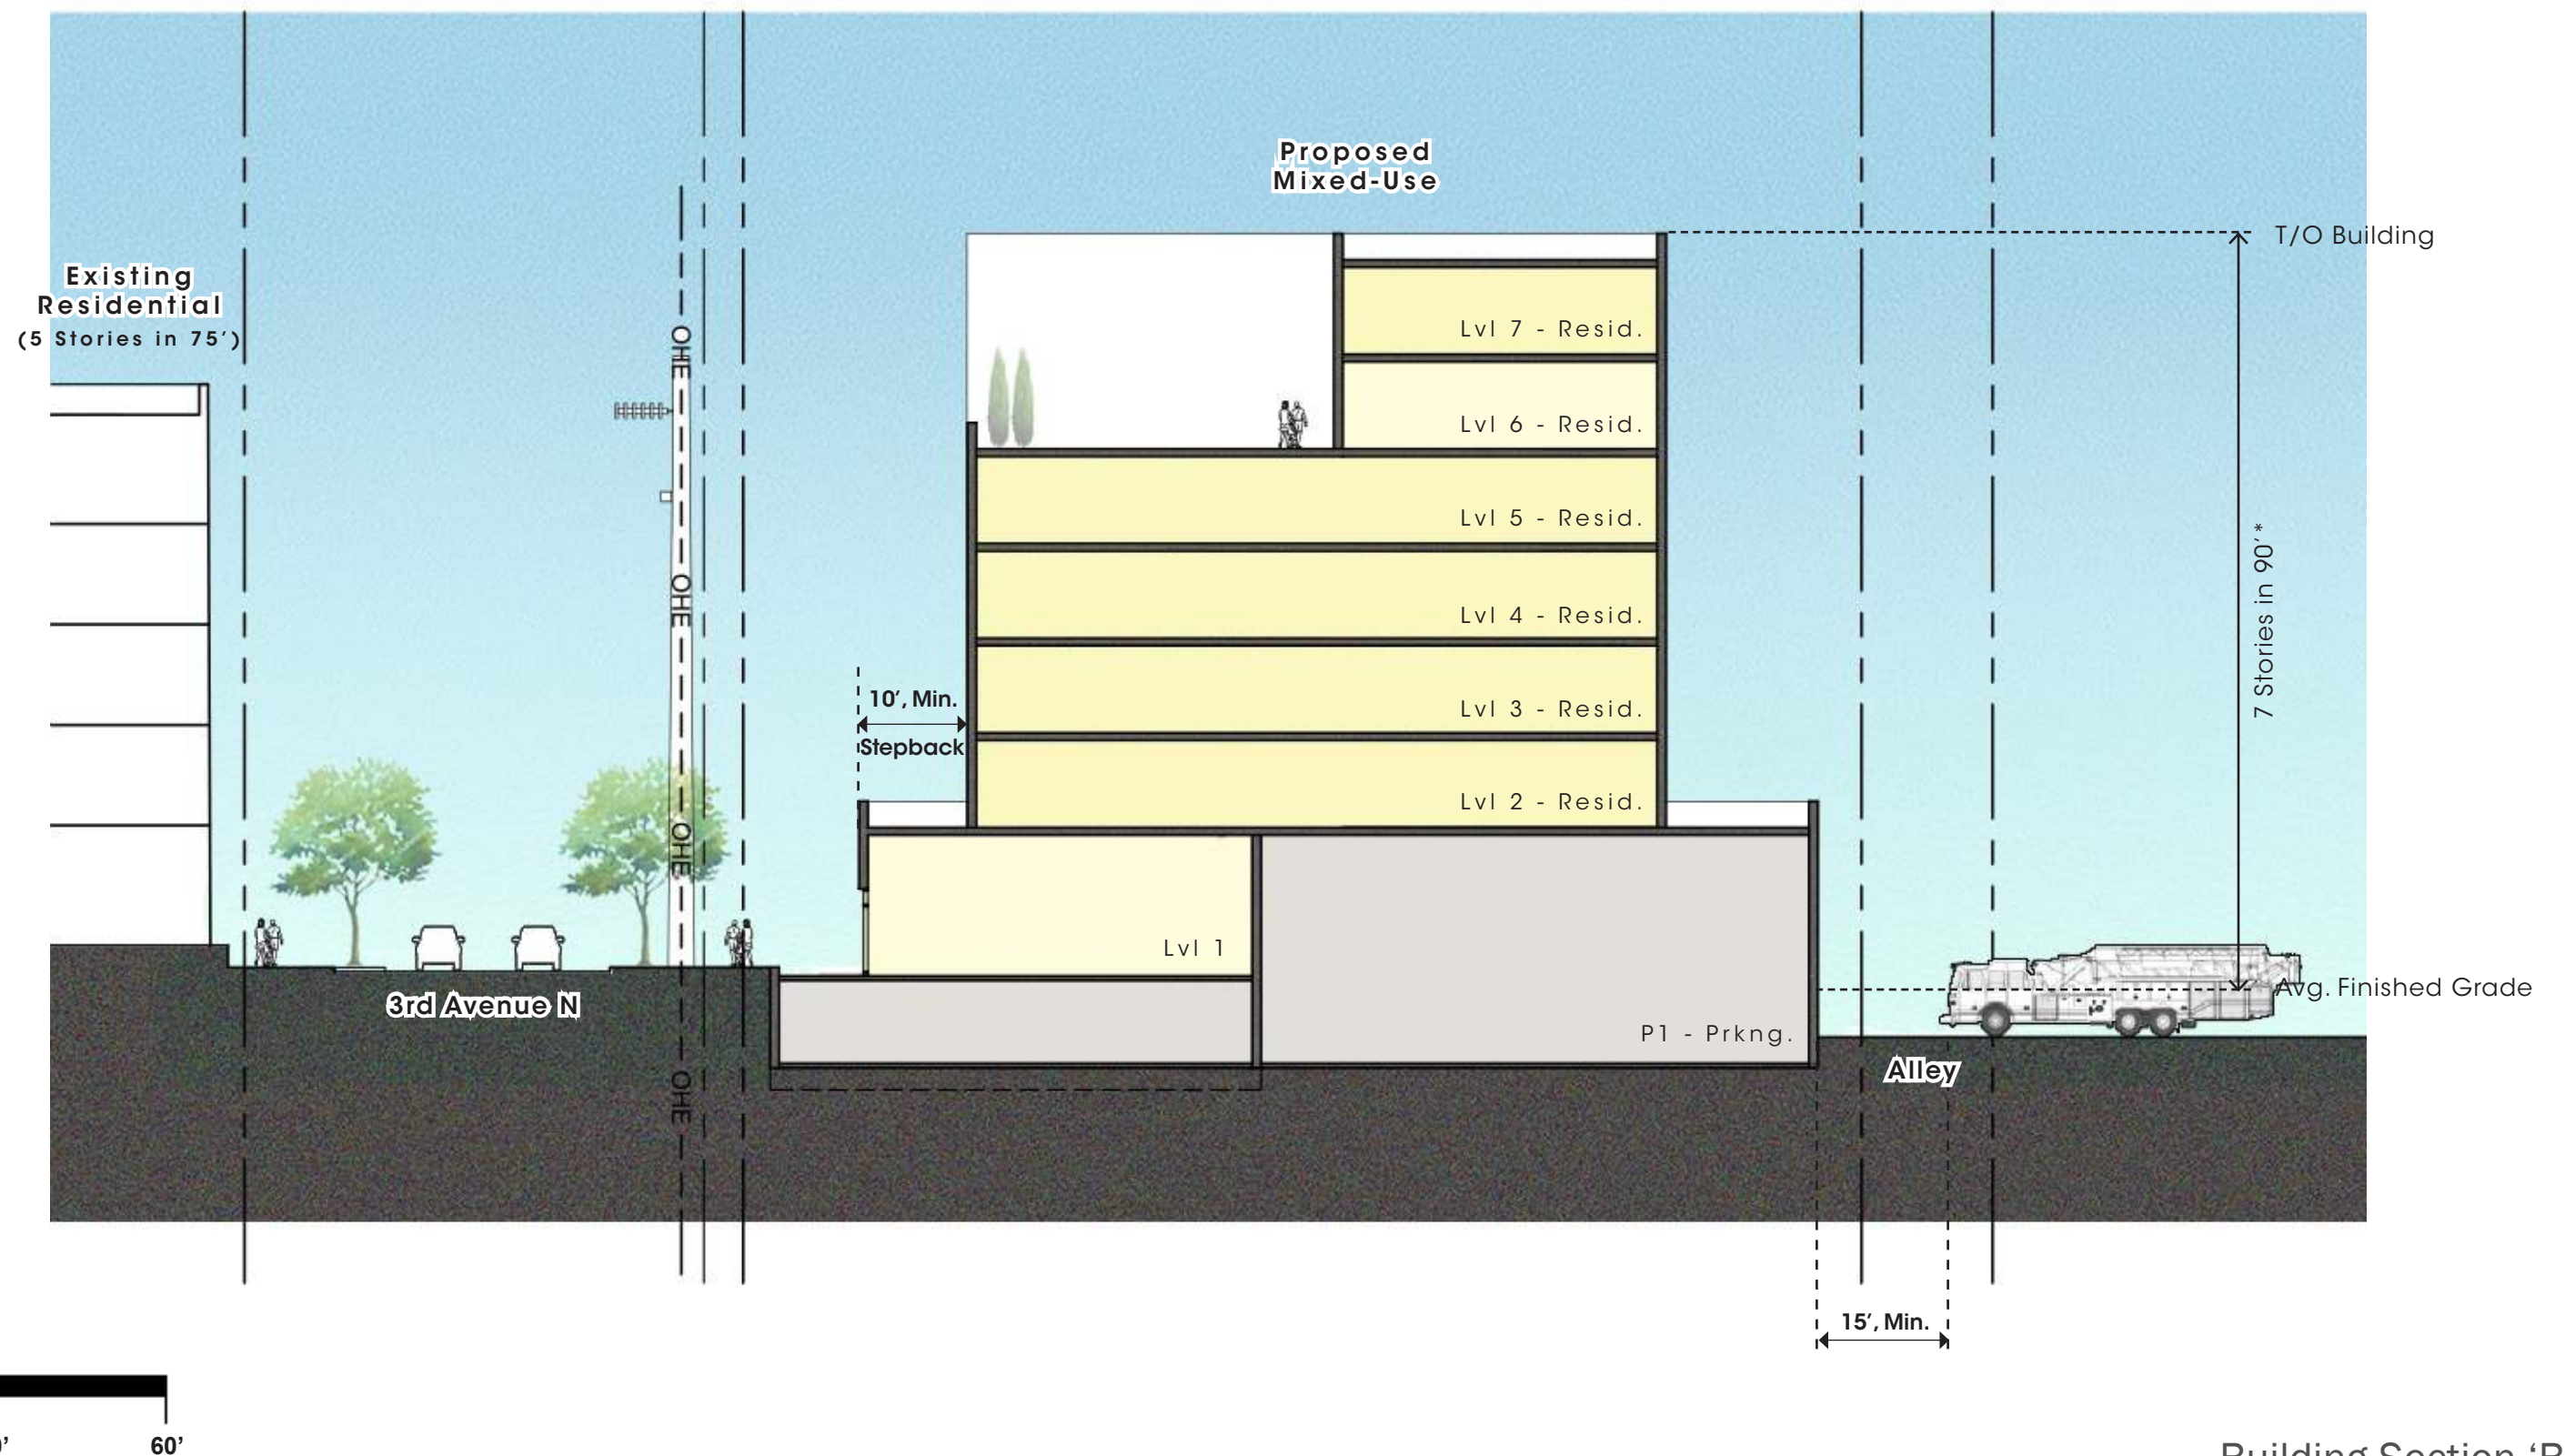 Proposed
Mixed-Use
T/O Building
Existing
Residential
(5 Stories in 75’)
OHE
Lvl 7 - Resid.
Lvl 6 - Resid.
Lvl 5 - Resid.
7 Stories in 90’*
OHE
Lvl 4 - Resid.
10’, Min.
Stepback
Lvl 3 - Resid.
Lvl 2 - Resid.
OHE
Lvl 1
Avg. Finished Grade
3rd Avenue N
P1 - Prkng.
Alley
OHE
15’, Min.
60’
Building Section